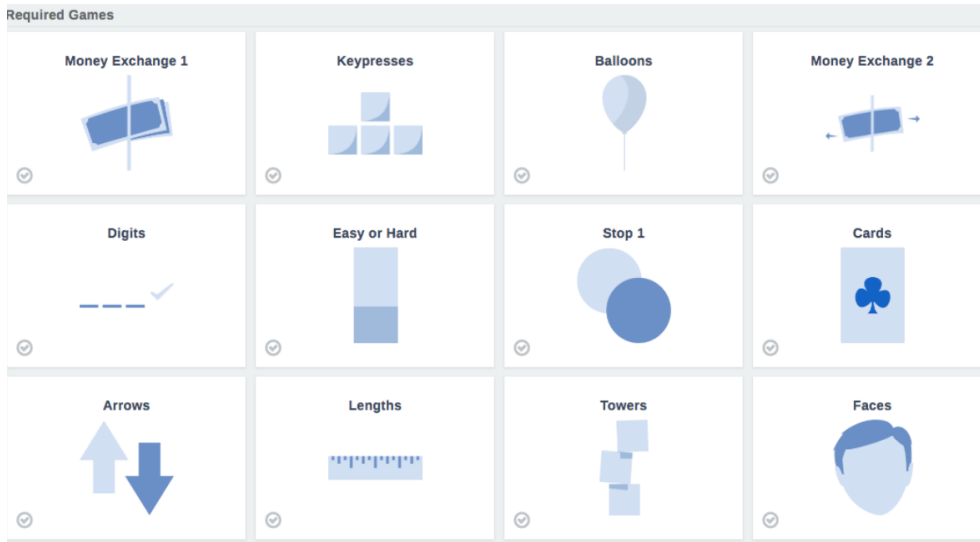 Required Games
Money Exchange 1
Keypresses
Balloons
Money Exchange 2
Digits
Easy or Hard
Stop 1
Cards
Arrows
Lengths
Towers
Faces